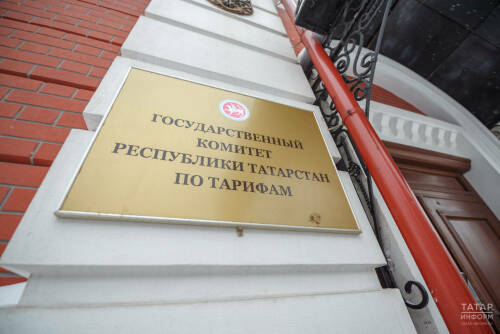 ГОСУДАРСТВЕННЫЙ
КОМИТЕТ
РЕСПУБЛИКИ ТАТАРСТАН
ПО ТАРИФАМ
ТАТАР
ИНФОРМ